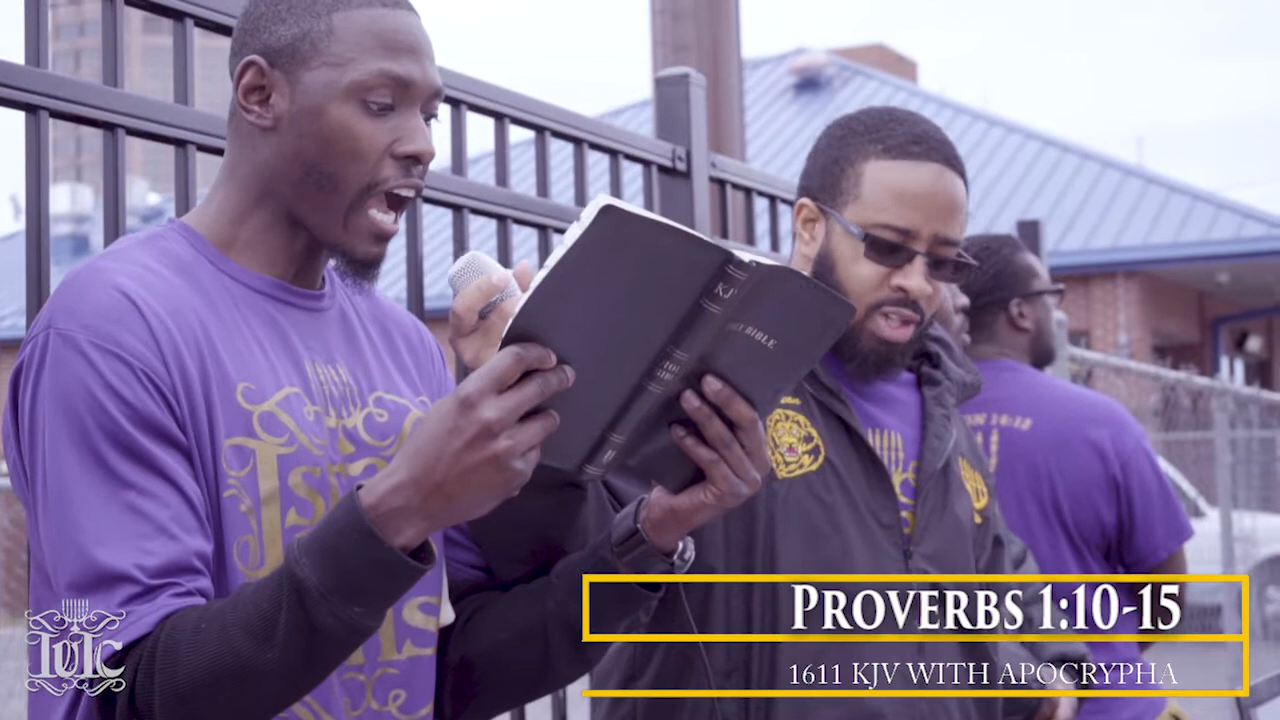 KJV
HOLY BIBLE
PROVERBS 1:10-15
1611 KJV WITH APOCRYPHA
IUIC